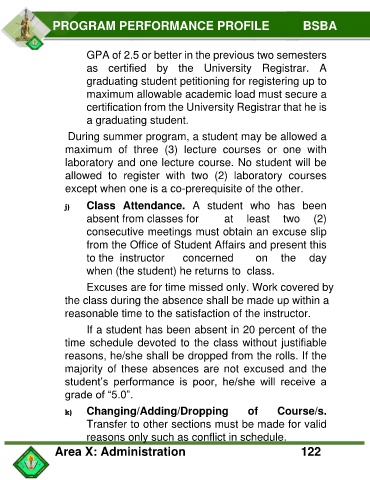 PROGRAM PERFORMANCE PROFILE BSBA
GPA of 2.5 or better in the previous two semesters
as certified by the University Registrar. A
graduating student petitioning for registering up to
maximum allowable academic load must secure a
certification from the University Registrar that he is
a graduating student.
During summer program, a student may be allowed a
maximum of three (3) lecture courses or one with
laboratory and one lecture course. No student will be
allowed to register with two (2) laboratory courses
except when one is a co-prerequisite of the other.
j) Class Attendance. A student who has been
absent from classes for at least two (2)
consecutive meetings must obtain an excuse slip
from the Office of Student Affairs and present this
to the instructor concerned on the day
when (the student) he returns to class.
Excuses are for time missed only. Work covered by
the class during the absence shall be made up within a
reasonable time to the satisfaction of the instructor.
If a student has been absent in 20 percent of the
time schedule devoted to the class without justifiable
reasons, he/she shall be dropped from the rolls. If the
majority of these absences are not excused and the
student’s performance is poor, he/she will receive a
grade of “5.0”.
k) Changing/Adding/Dropping of Course/s.
Transfer to other sections must be made for valid
reasons only such as conflict in schedule.
Area X: Administration 122